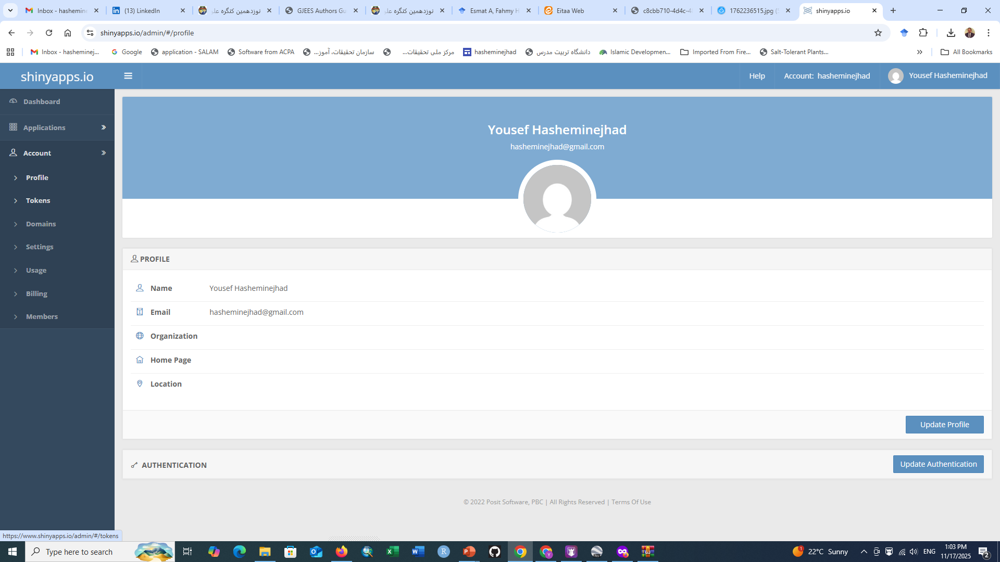 Inbox - hashemine
(13) LinkedIn
نوزدهمین کنگره علو
GJEES Authors Gu
نوزدهمین کنگره علو
Esmat A, Fahmy H
Eitaa Web
c8cbb710-4d4c-4
1762236515.jpg (5
shinyapps.io
shinyapps.io/admin/#/profile
Inbox - hasheminej...
Google
application - SALAM
Software from ACPA
سازمان تحقیقات، آموز...
مرکز ملی تحقیقات...
hasheminejhad
دانشگاه تربیت مدرس
Islamic Developmen...
Imported From Fire...
Salt-Tolerant Plants...
All Bookmarks
shinyapps.io
Help
Account: hasheminejhad
Yousef Hasheminejhad
Dashboard
Applications
Account
Profile
Tokens
Domains
Settings
Usage
Billing
Members
Yousef Hasheminejhad
hasheminejhad@gmail.com
PROFILE
Name Yousef Hasheminejhad
Email hasheminejhad@gmail.com
Organization
Home Page
Location
Update Profile
AUTHENTICATION
Update Authentication
© 2022 Posit Software, PBC | All Rights Reserved | Terms Of Use
https://www.shinyapps.io/admin/#/tokens
Type here to search
22°C Sunny
ENG
1:03 PM
11/17/2025
2